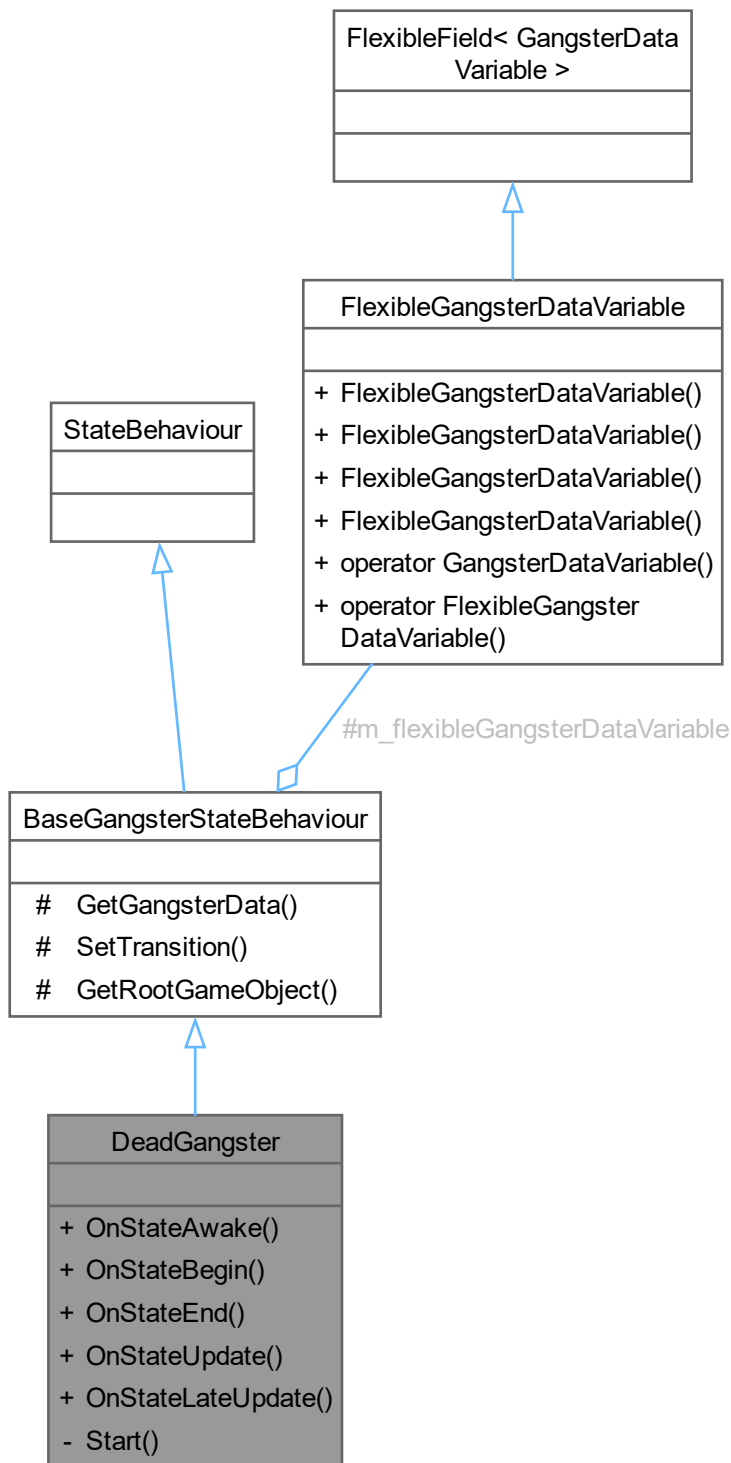 FlexibleField< GangsterData
Variable >
FlexibleGangsterDataVariable
+ FlexibleGangsterDataVariable()
+ FlexibleGangsterDataVariable()
+ FlexibleGangsterDataVariable()
+ FlexibleGangsterDataVariable()
+ operator GangsterDataVariable()
+ operator FlexibleGangster
DataVariable()
StateBehaviour
#m_flexibleGangsterDataVariable
BaseGangsterStateBehaviour
# GetGangsterData()
# SetTransition()
# GetRootGameObject()
DeadGangster
+ OnStateAwake()
+ OnStateBegin()
+ OnStateEnd()
+ OnStateUpdate()
+ OnStateLateUpdate()
- Start()